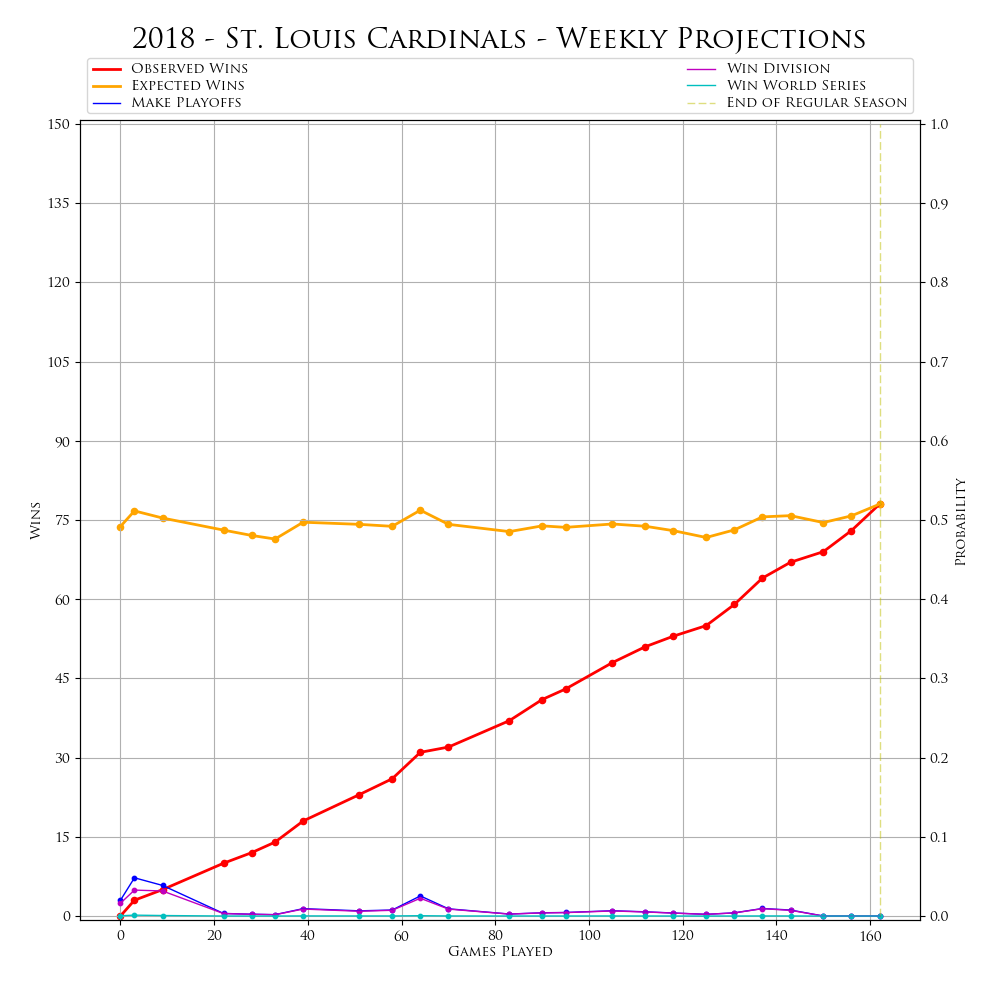 2018 - St. Louis Cardinals - Weekly Projections
Observed Wins
Expected Wins
Make Playoffs
Win Division
Win World Series
End of Regular Season
150
135
120
105
90
75
60
45
30
15
0
Wins
1.0
0.9
0.8
0.7
0.6
0.5
0.4
0.3
0.2
0.1
0.0
Probability
0 20 40 60 80 100 120 140 160
Games Played